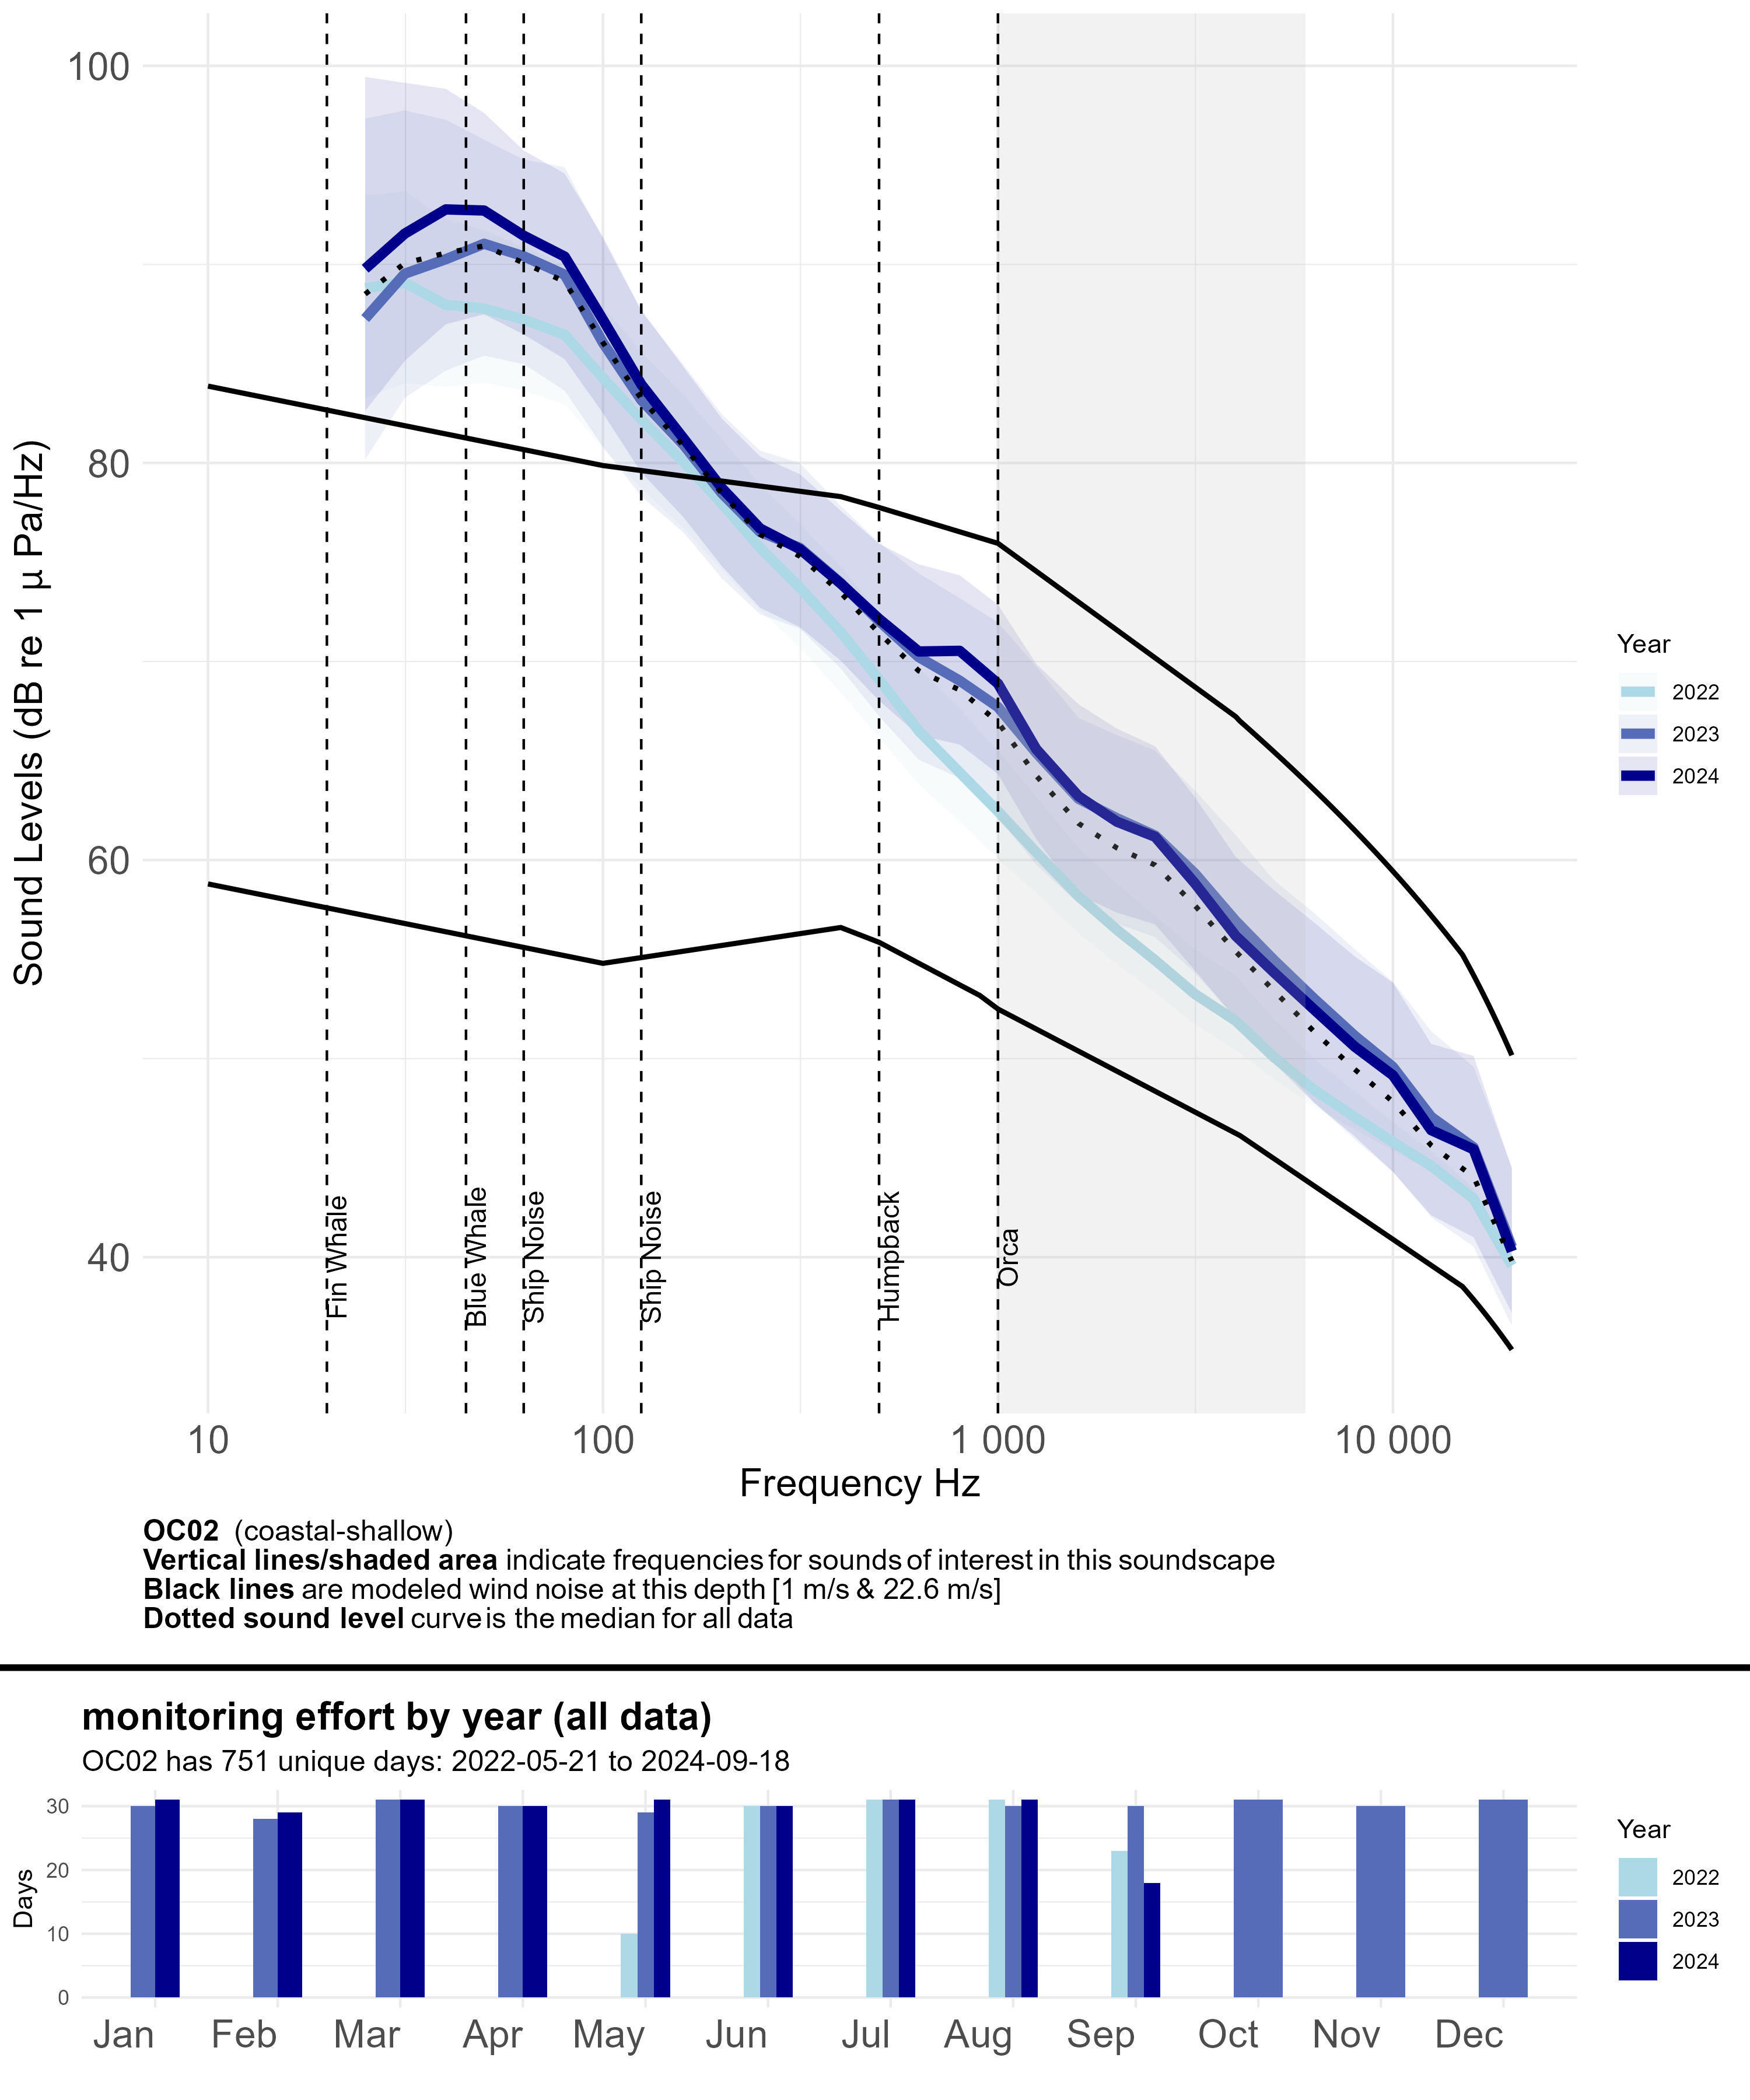 100
80
60
40
Sound Levels (dB re 1 µ Pa/Hz)
Fin Whale
Blue Whale
Ship Noise
Ship Noise
Humpback
Orca
10
100
1 000
10 000
Frequency Hz
Year
2022
2023
2024
OC02 (coastal-shallow)
Vertical lines/shaded area indicate frequencies for sounds of interest in this soundscape
Black lines are modeled wind noise at this depth [1 m/s & 22.6 m/s]
Dotted sound level curve is the median for all data
monitoring effort by year (all data)
OC02 has 751 unique days: 2022-05-21 to 2024-09-18
30
20
10
0
Days
Jan
Feb
Mar
Apr
May
Jun
Jul
Aug
Sep
Oct
Nov
Dec
Year
2022
2023
2024